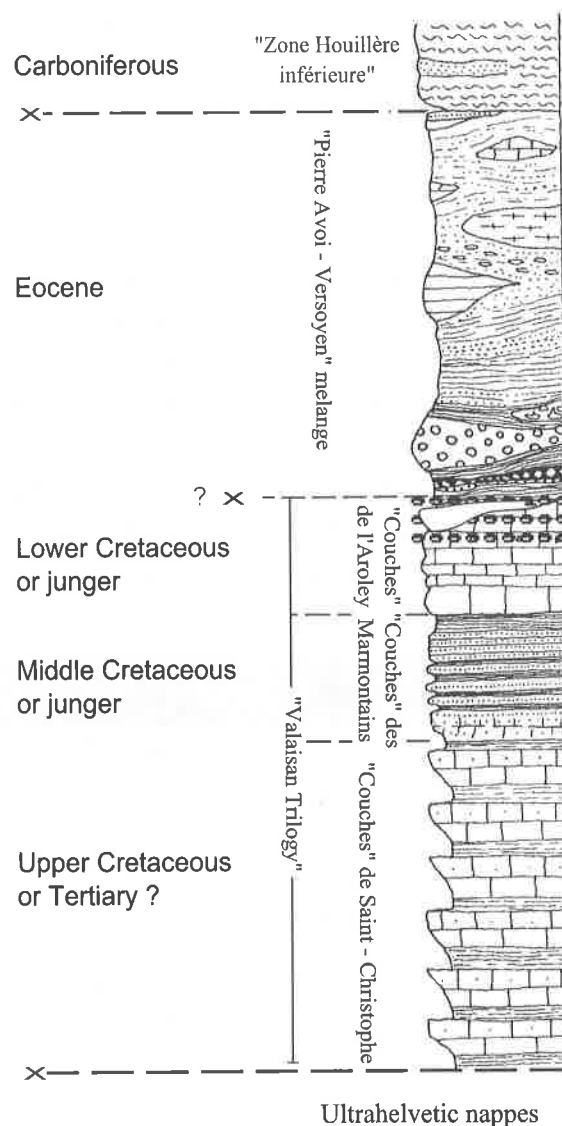 Carboniferous
"Zone Houillère
inférieure"
X
Eocene
"Pierre Avoi - Versoyen" melange
? X
Lower Cretaceous
or junger
"Couches"
de l'Aroley
Middle Cretaceous
or junger
"Couches" des
Marmontains
"Valaisan Trilogy"
Upper Cretaceous
or Tertiary ?
"Couches" de Saint - Christophe
X
Ultrahelvetic nappes